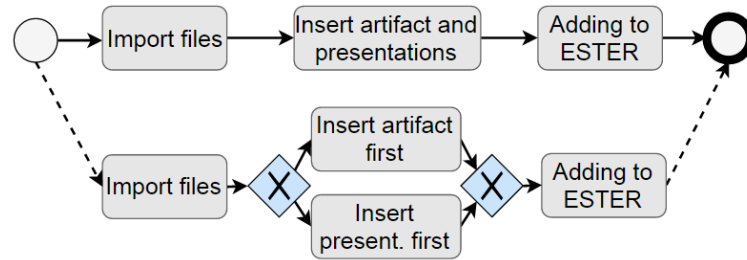 Import files
Insert artifact and
presentations
Adding to
ESTER
Import files
X
Insert artifact
first
Insert
present. first
X
Adding to
ESTER